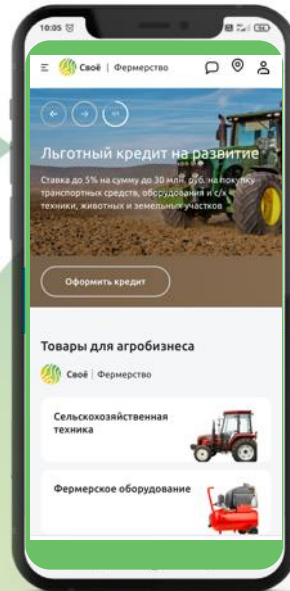 10:05
Своё | Фермерство
Льготный кредит на развитие
Ставка до 5% на сумму до 30 млн. руб. на покупку
транспортных средств, оборудования и с/х
техники, животных и земельных участков
Оформить кредит
Товары для агробизнеса
Своё | Фермерство
Сельскохозяйственная
техника
Фермерское оборудование